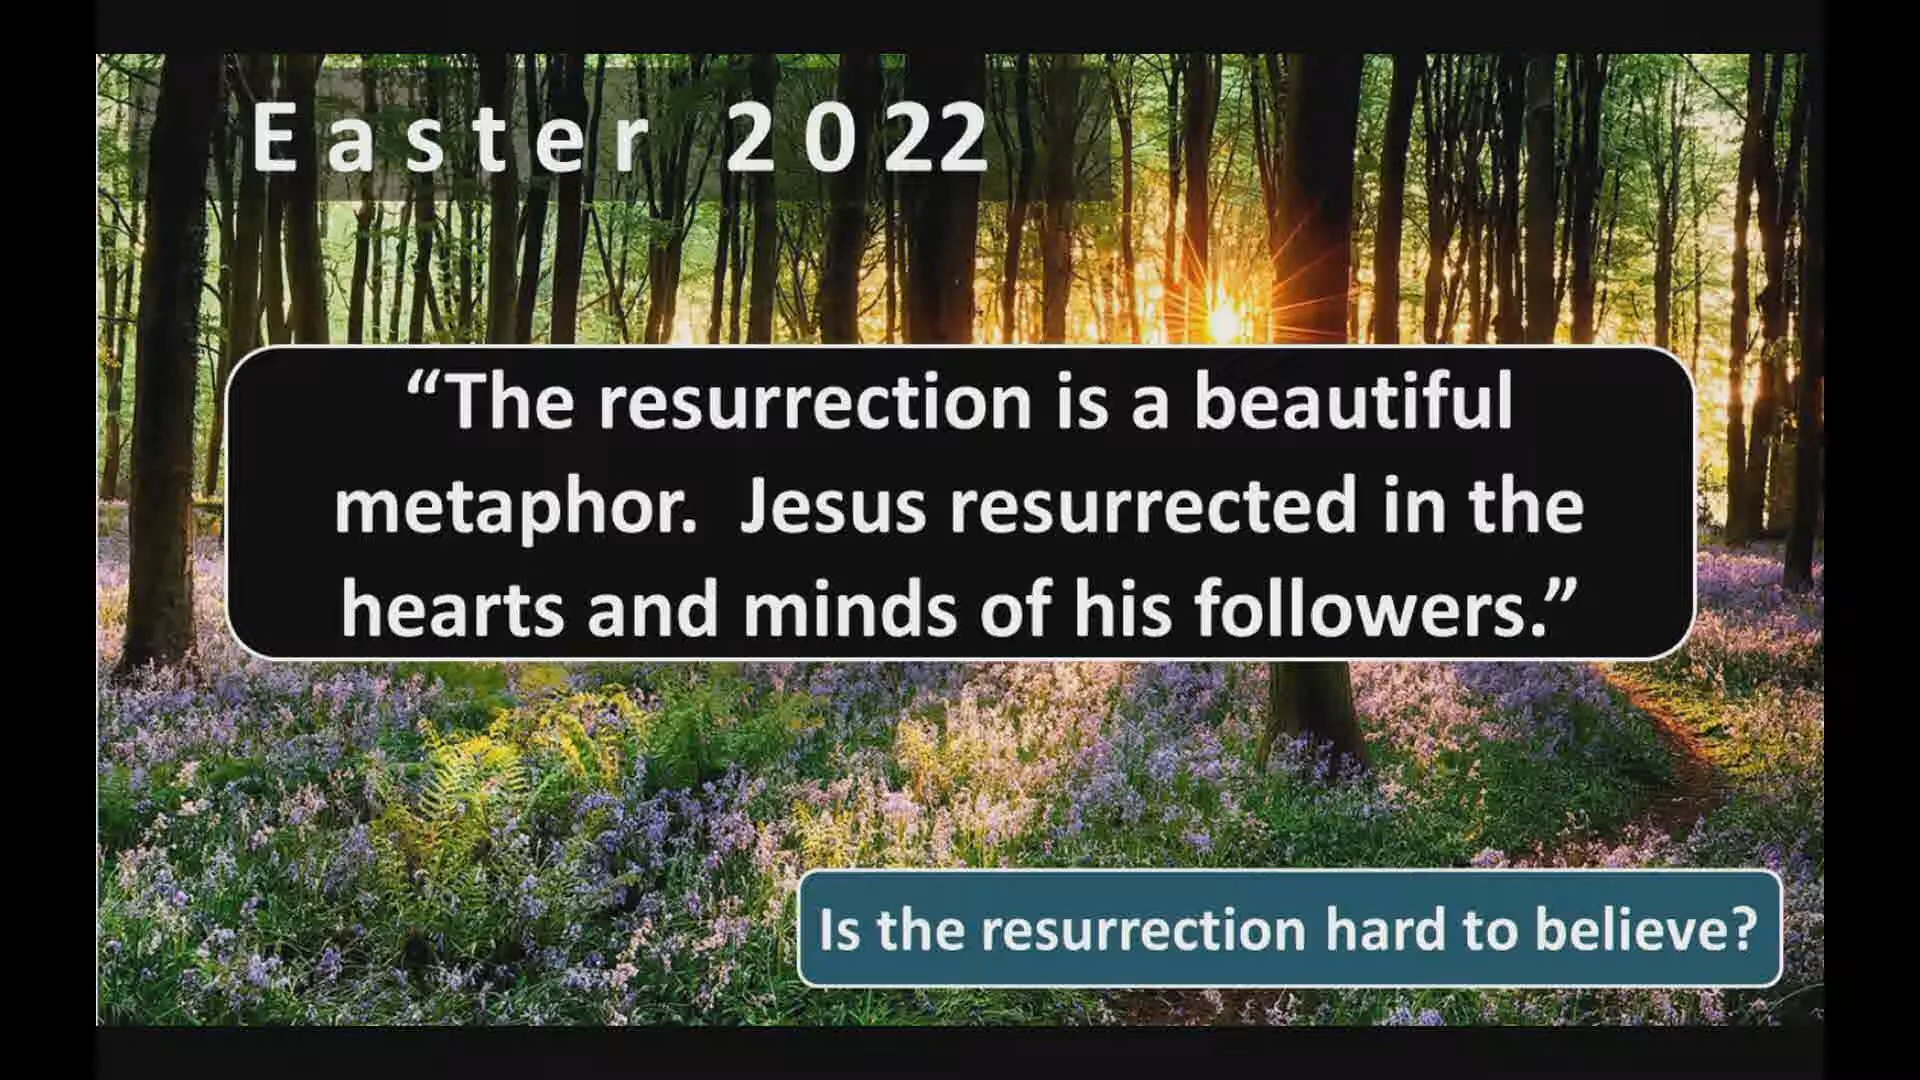 Easter 2022
“The resurrection is a beautiful
metaphor.  Jesus resurrected in the
hearts and minds of his followers.”
Is the resurrection hard to believe?